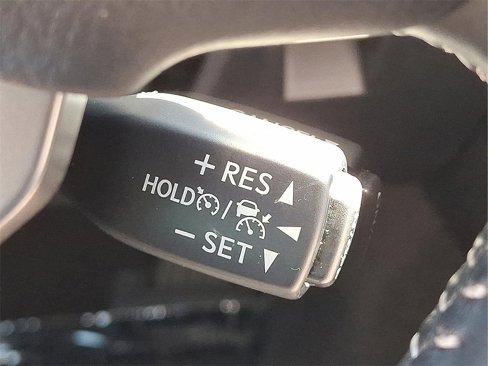 + RES
HOLD /
− SET